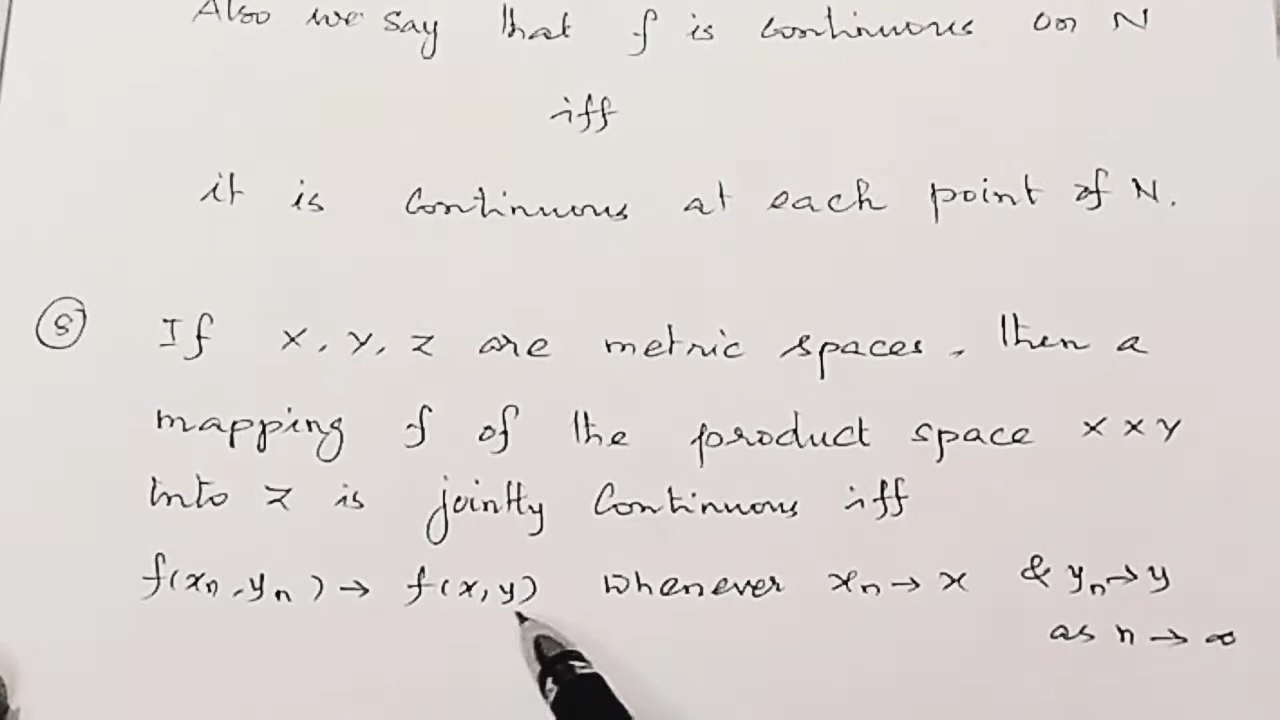 Also we say that f is continuous on N
iff
it is continuous at each point of N.
⑧ If X, Y, Z are metric spaces, then a
mapping f of the product space X x Y
into Z is jointly continuous iff
f(xn, yn) → f(x, y) whenever xn → x & yn → y
as n → ∞